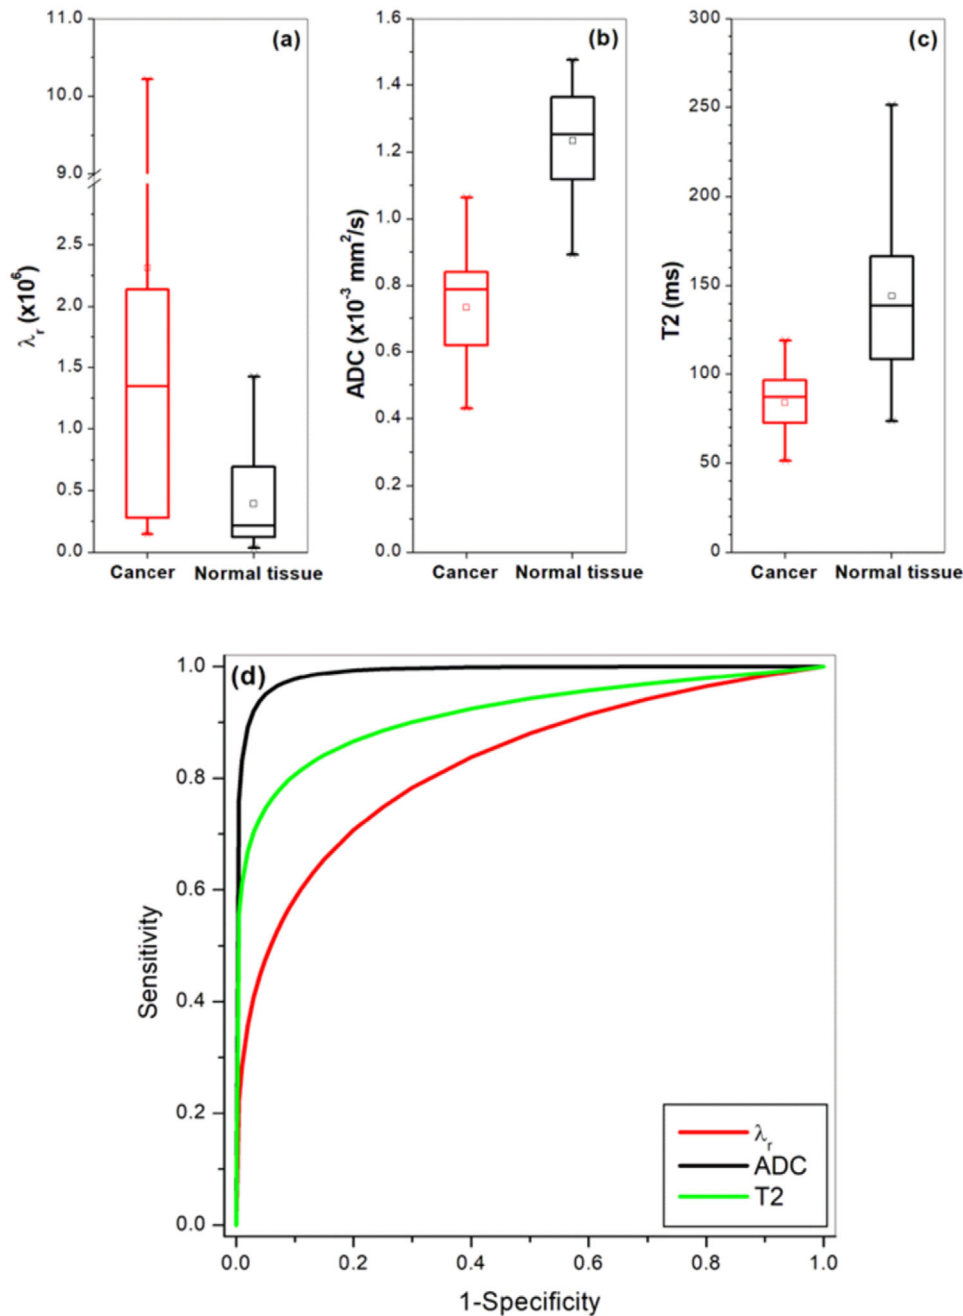 (a)
11.0
10.0
9.0
2.5
2.0
1.5
1.0
0.5
0.0
λr (x10⁶)
Cancer Normal tissue
(b)
1.6
1.4
1.2
1.0
0.8
0.6
0.4
0.2
0.0
ADC (x10⁻³ mm²/s)
Cancer Normal tissue
(c)
300
250
200
150
100
50
0
T2 (ms)
Cancer Normal tissue
(d)
1.0
0.8
0.6
0.4
0.2
0.0
Sensitivity
λr
ADC
T2
0.0 0.2 0.4 0.6 0.8 1.0
1-Specificity